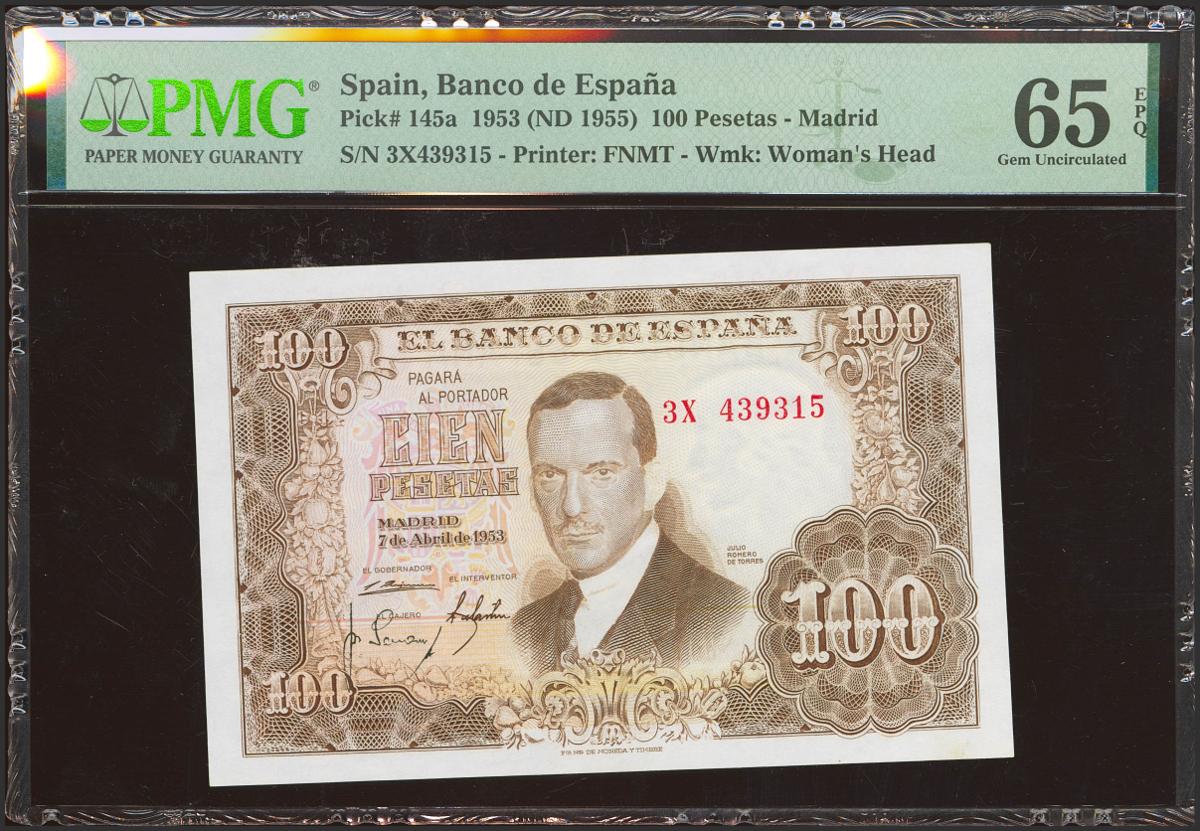 PMG®
PAPER MONEY GUARANTY
Spain, Banco de España
Pick# 145a 1953 (ND 1955) 100 Pesetas - Madrid
S/N 3X439315 - Printer: FNMT - Wmk: Woman's Head
65
EPQ
Gem Uncirculated
100
EL BANCO DE ESPAÑA
100
PAGARÁ
AL PORTADOR
CIEN
PESETAS
3X 439315
MADRID
7 de Abril de 1953
EL GOBERNADOR
EL INTERVENTOR
EL CAJERO
JULIO
ROMERO
DE TORRES
100
100